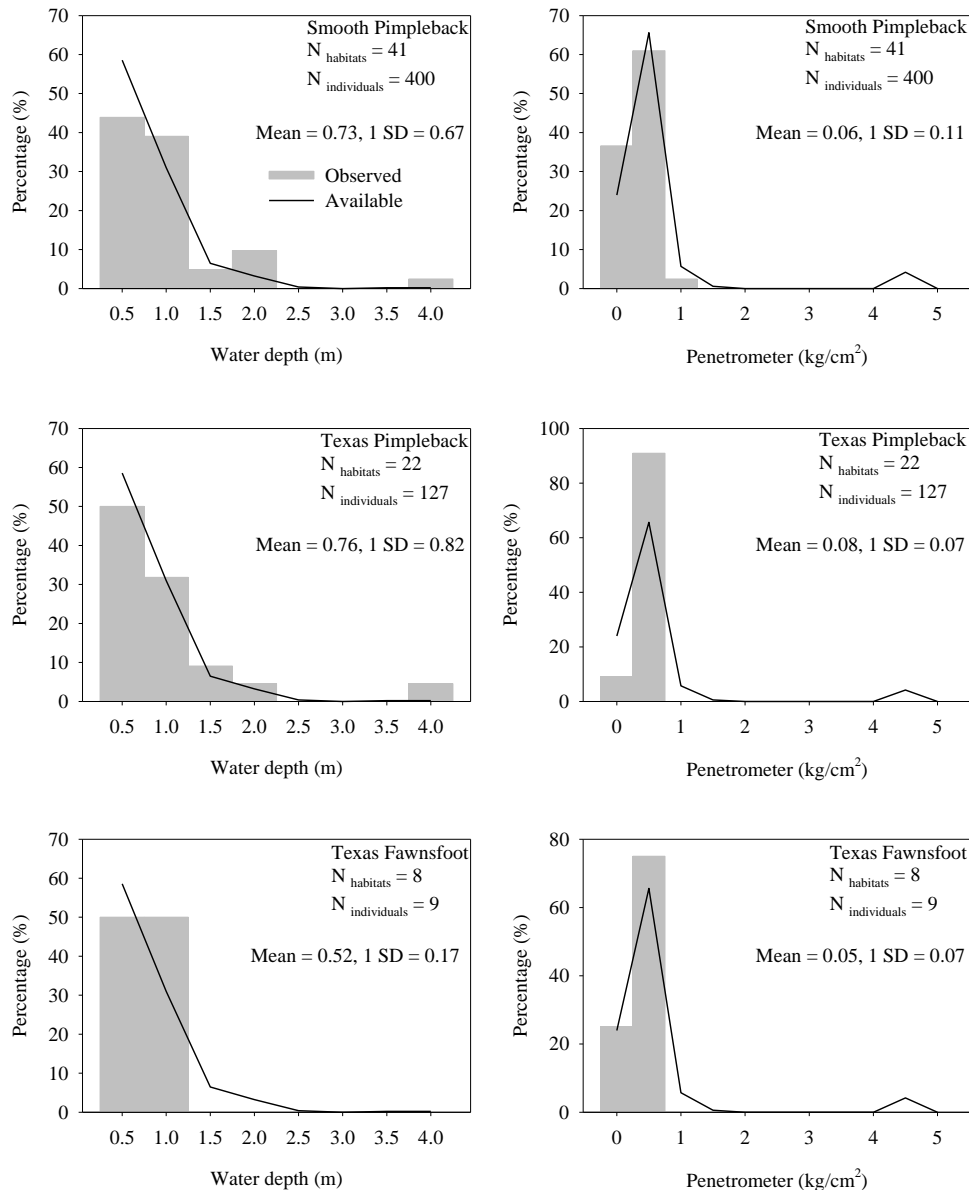 70
60
50
40
30
20
10
0
Percentage (%)
Smooth Pimpleback
N habitats = 41
N individuals = 400
Mean = 0.73, 1 SD = 0.67
Observed
Available
0.5 1.0 1.5 2.0 2.5 3.0 3.5 4.0
Water depth (m)
70
60
50
40
30
20
10
0
Percentage (%)
Smooth Pimpleback
N habitats = 41
N individuals = 400
Mean = 0.06, 1 SD = 0.11
0 1 2 3 4 5
Penetrometer (kg/cm²)
70
60
50
40
30
20
10
0
Percentage (%)
Texas Pimpleback
N habitats = 22
N individuals = 127
Mean = 0.76, 1 SD = 0.82
0.5 1.0 1.5 2.0 2.5 3.0 3.5 4.0
Water depth (m)
100
80
60
40
20
0
Percentage (%)
Texas Pimpleback
N habitats = 22
N individuals = 127
Mean = 0.08, 1 SD = 0.07
0 1 2 3 4 5
Penetrometer (kg/cm²)
70
60
50
40
30
20
10
0
Percentage (%)
Texas Fawnsfoot
N habitats = 8
N individuals = 9
Mean = 0.52, 1 SD = 0.17
0.5 1.0 1.5 2.0 2.5 3.0 3.5 4.0
Water depth (m)
80
60
40
20
0
Percentage (%)
Texas Fawnsfoot
N habitats = 8
N individuals = 9
Mean = 0.05, 1 SD = 0.07
0 1 2 3 4 5
Penetrometer (kg/cm²)